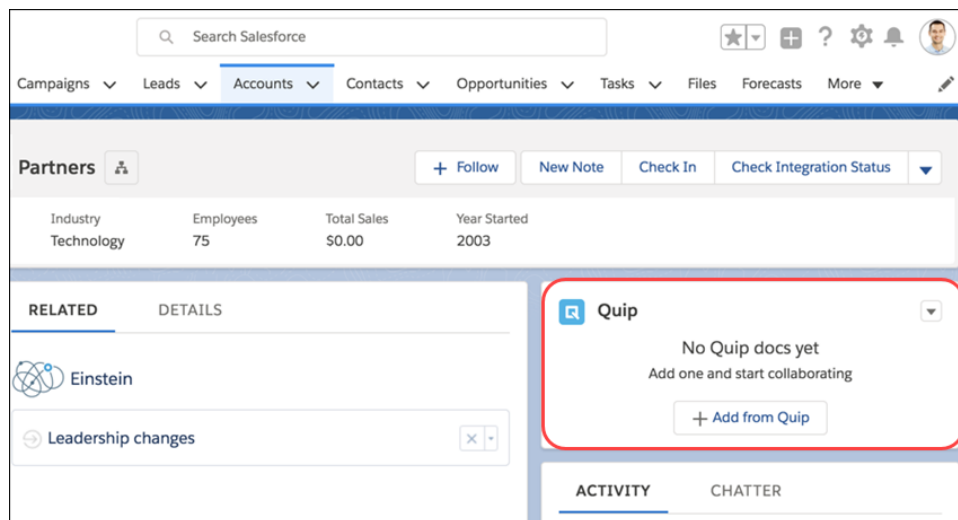 Search Salesforce
Campaigns Leads Accounts Contacts Opportunities Tasks Files Forecasts More
Partners
Follow New Note Check In Check Integration Status
Industry Employees Total Sales Year Started
Technology 75 $0.00 2003
RELATED DETAILS
Einstein
Leadership changes
Quip
No Quip docs yet
Add one and start collaborating
+ Add from Quip
ACTIVITY CHATTER